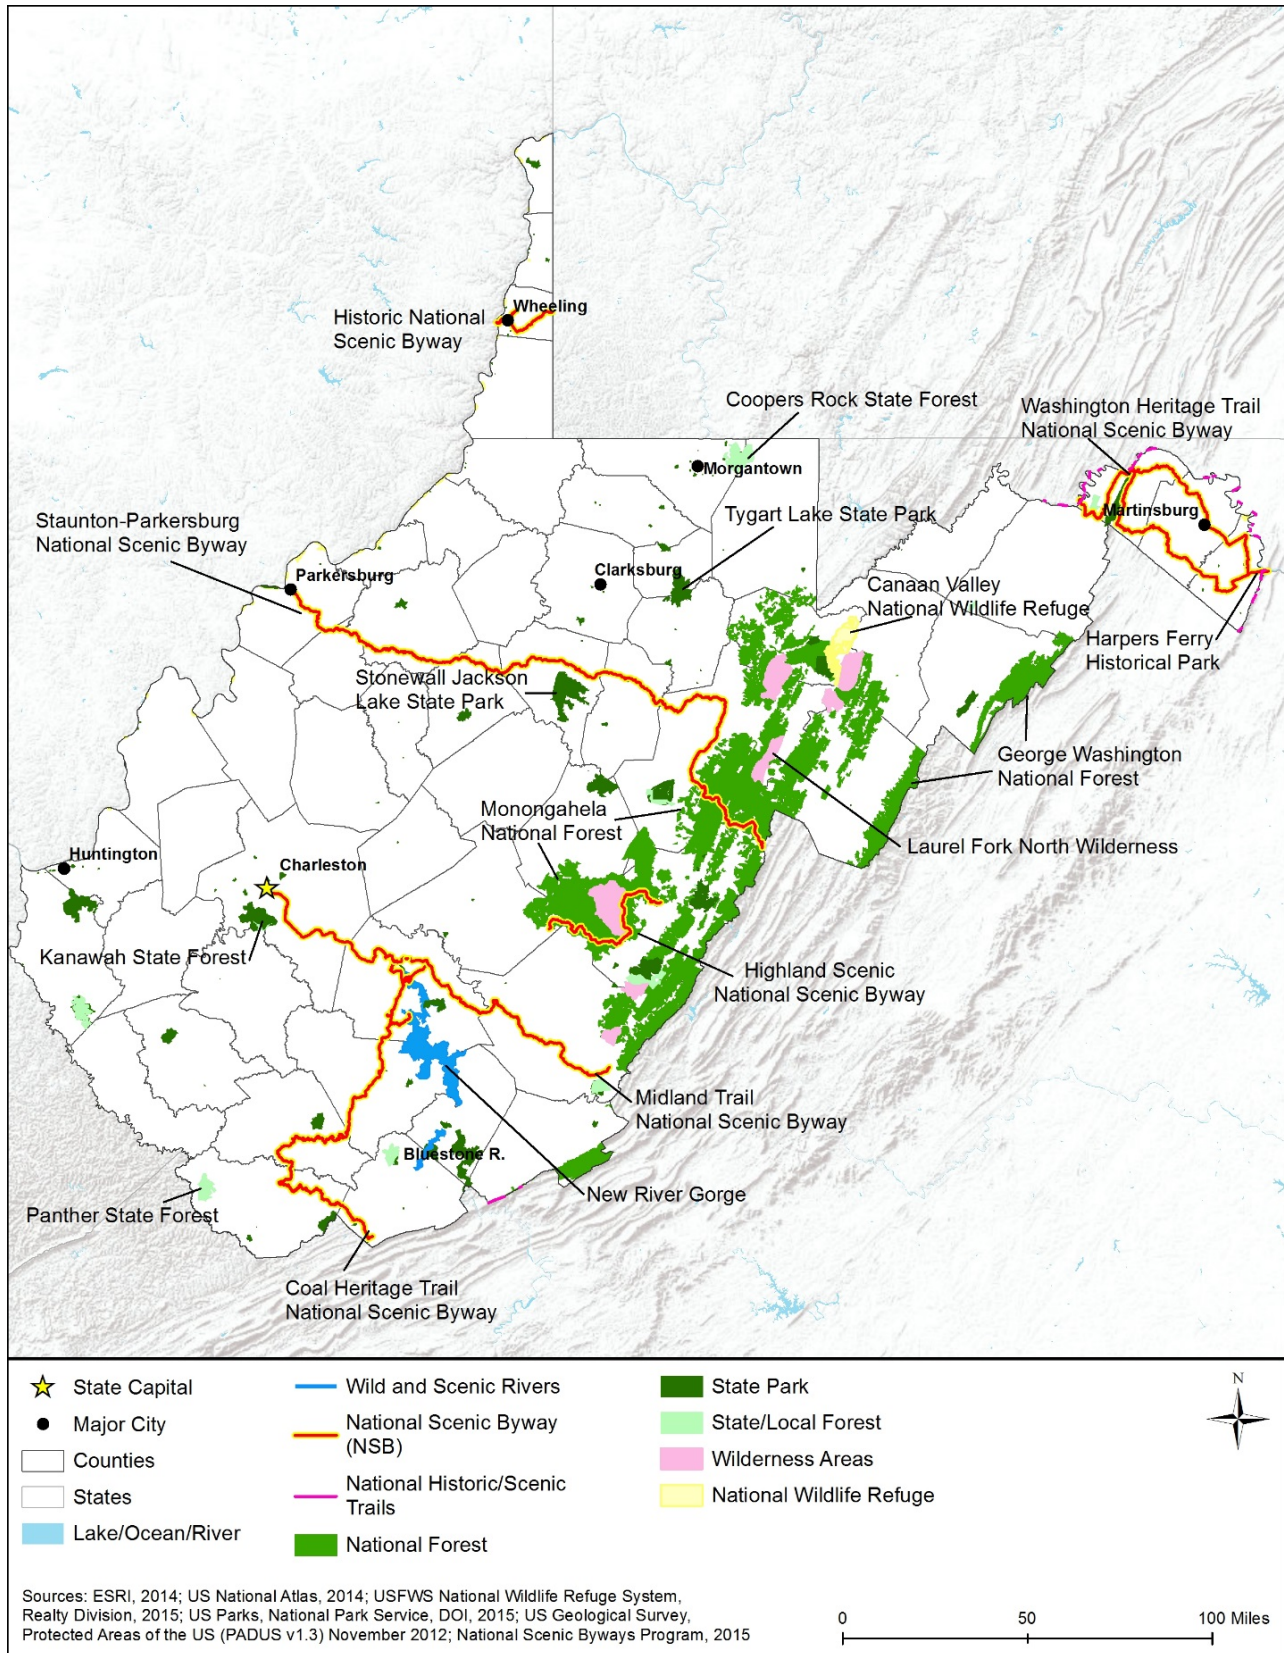 Wheeling
Historic National
Scenic Byway
Coopers Rock State Forest
Washington Heritage Trail
National Scenic Byway
Morgantown
Staunton-Parkersburg
National Scenic Byway
Tygart Lake State Park
Martinsburg
Parkersburg
Clarksburg
Canaan Valley
National Wildlife Refuge
Harpers Ferry
Historical Park
Stonewall Jackson
Lake State Park
George Washington
National Forest
Monongahela
National Forest
Laurel Fork North Wilderness
Huntington
Charleston
Kanawah State Forest
Highland Scenic
National Scenic Byway
Midland Trail
National Scenic Byway
Bluestone R.
New River Gorge
Panther State Forest
Coal Heritage Trail
National Scenic Byway
State Capital
Major City
Counties
States
Lake/Ocean/River
Wild and Scenic Rivers
National Scenic Byway
(NSB)
National Historic/Scenic
Trails
National Forest
State Park
State/Local Forest
Wilderness Areas
National Wildlife Refuge
N
Sources: ESRI, 2014; US National Atlas, 2014; USFWS National Wildlife Refuge System,
Realty Division, 2015; US Parks, National Park Service, DOI, 2015; US Geological Survey,
Protected Areas of the US (PADUS v1.3) November 2012; National Scenic Byways Program, 2015
0 50 100 Miles